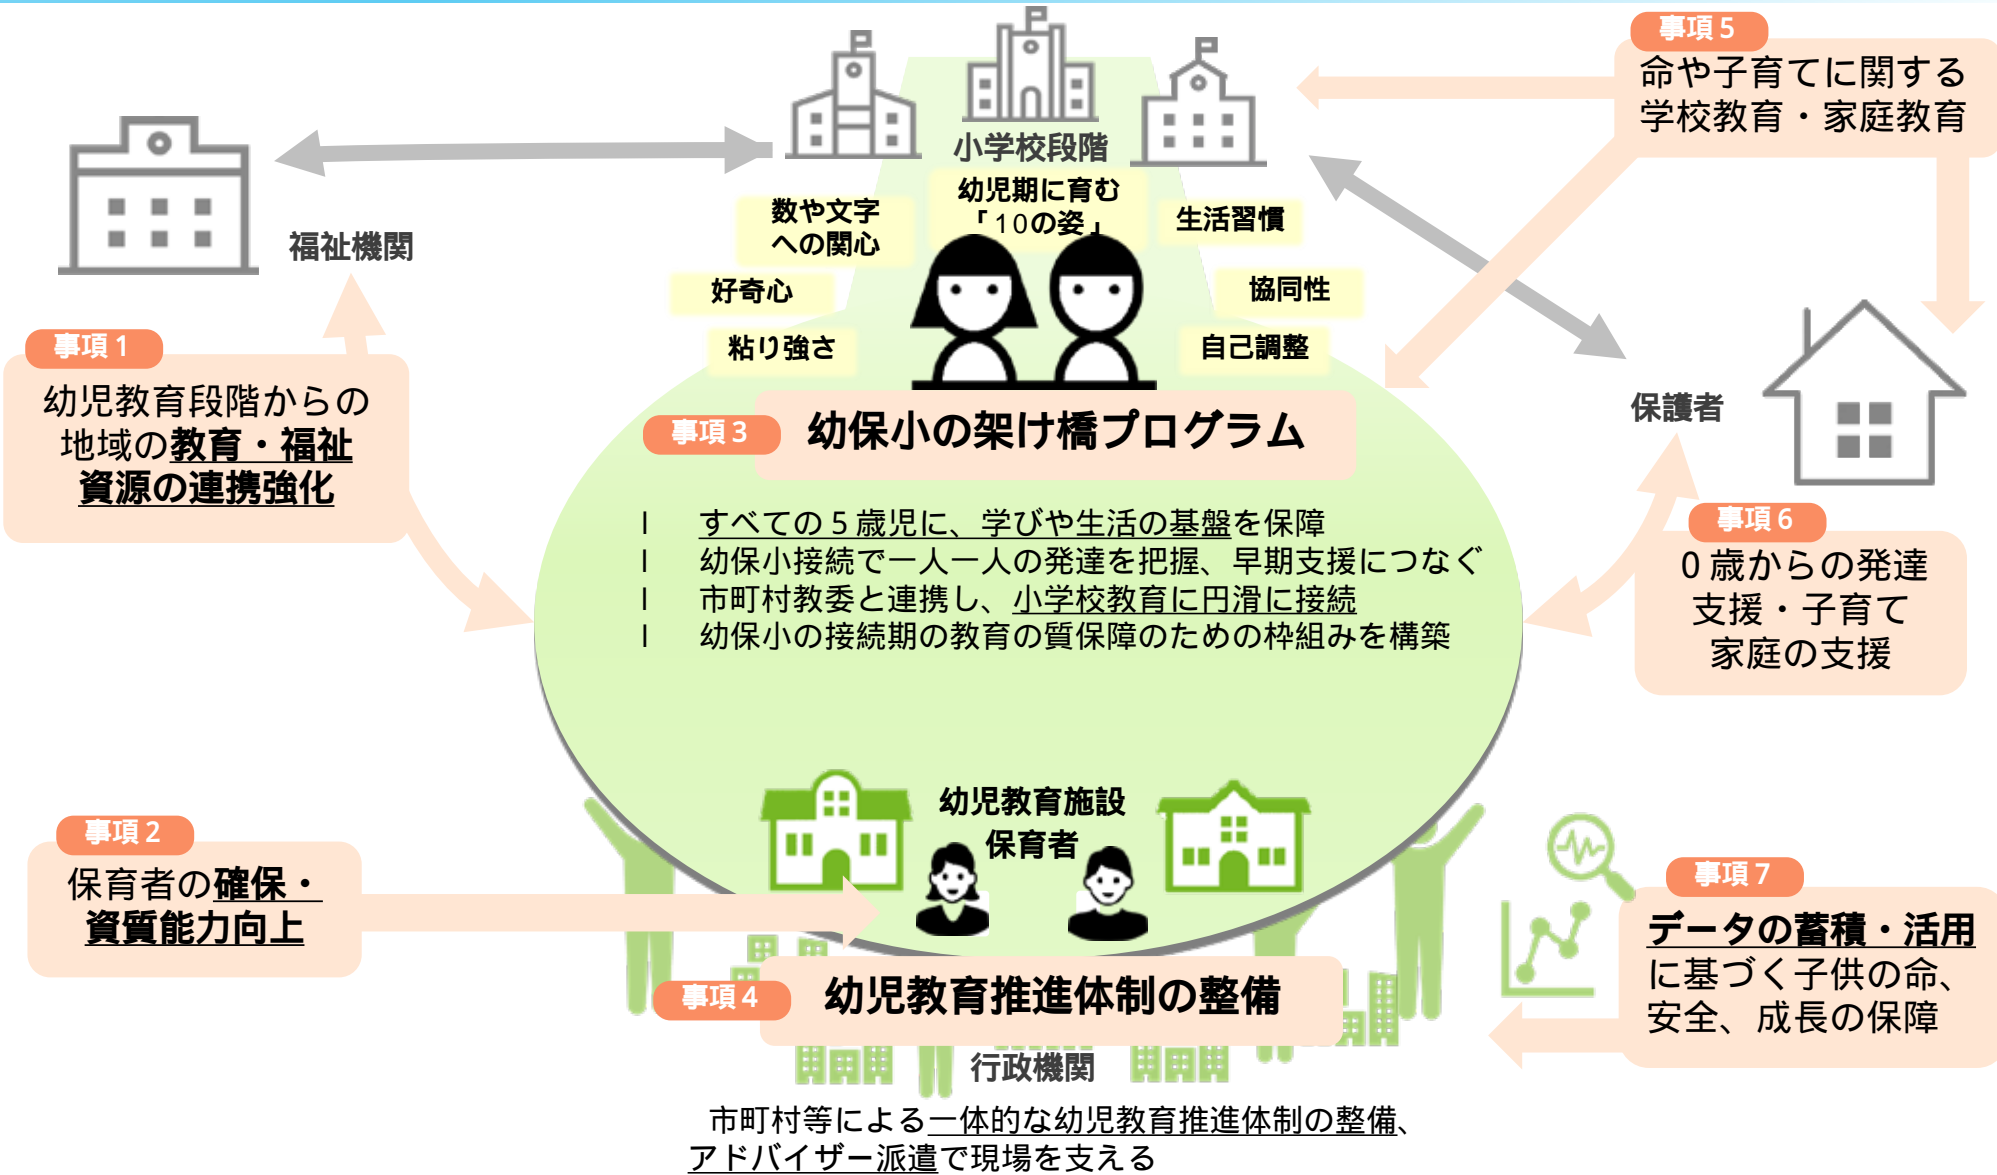 事項5
命や子育てに関する
学校教育・家庭教育
小学校段階
幼児期に育む
「10の姿」
数や文字
への関心
生活習慣
福祉機関
好奇心
協同性
粘り強さ
自己調整
事項1
幼児教育段階からの
地域の教育・福祉
資源の連携強化
保護者
事項3
幼保小の架け橋プログラム
l すべての5歳児に、学びや生活の基盤を保障
l 幼保小接続で一人一人の発達を把握、早期支援につなぐ
l 市町村教委と連携し、小学校教育に円滑に接続
l 幼保小の接続期の教育の質保障のための枠組みを構築
事項6
0歳からの発達
支援・子育て
家庭の支援
幼児教育施設
保育者
事項2
保育者の確保・
資質能力向上
事項7
データの蓄積・活用
に基づく子供の命、
安全、成長の保障
事項4
幼児教育推進体制の整備
行政機関
市町村等による一体的な幼児教育推進体制の整備、
アドバイザー派遣で現場を支える